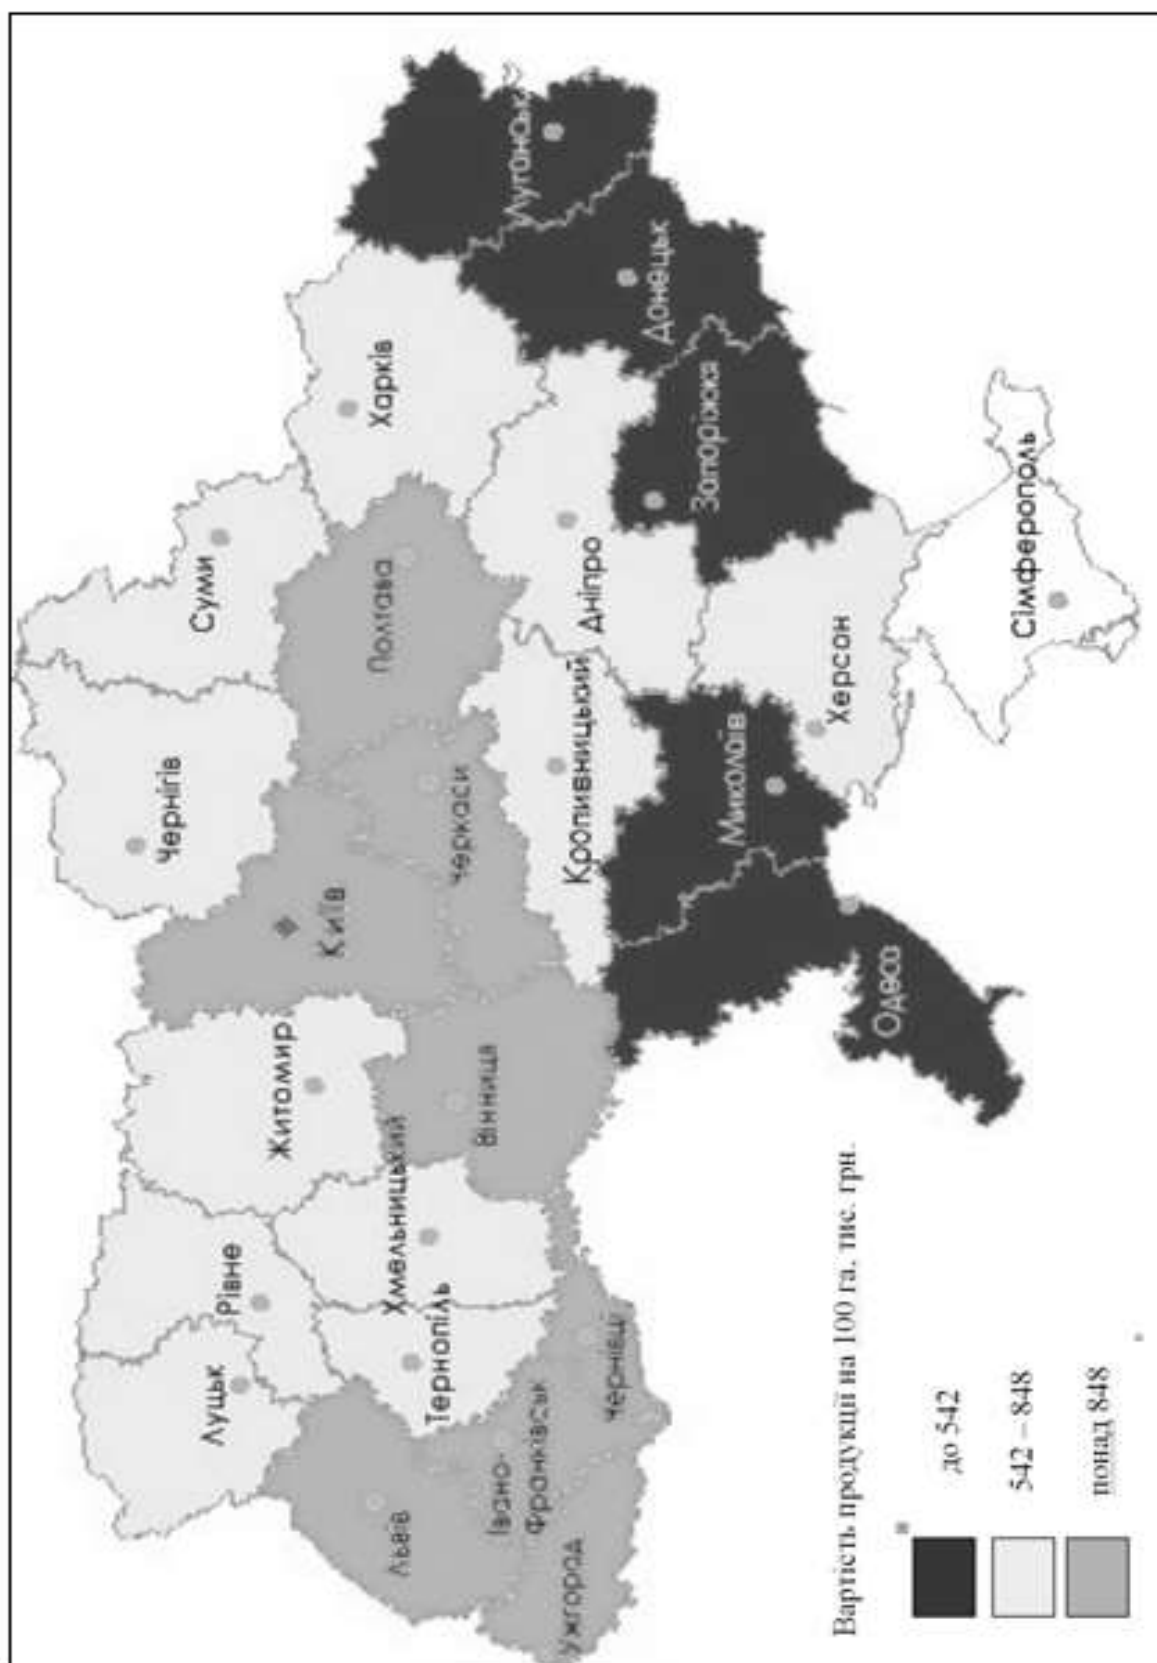 Луцьк
Рівне
Житомир
Київ
Чернігів
Суми
Полтава
Харків
Луганськ
Львів
Тернопіль
Хмельницький
Вінниця
Черкаси
Кропивницький
Дніпро
Донецьк
Запоріжжя
Ужгород
Івано-
Франківськ
Чернівці
Миколаїв
Херсон
Одеса
Сімферополь
Вартість продукції на 100 га, тис. грн.
до 542
542 – 848
понад 848